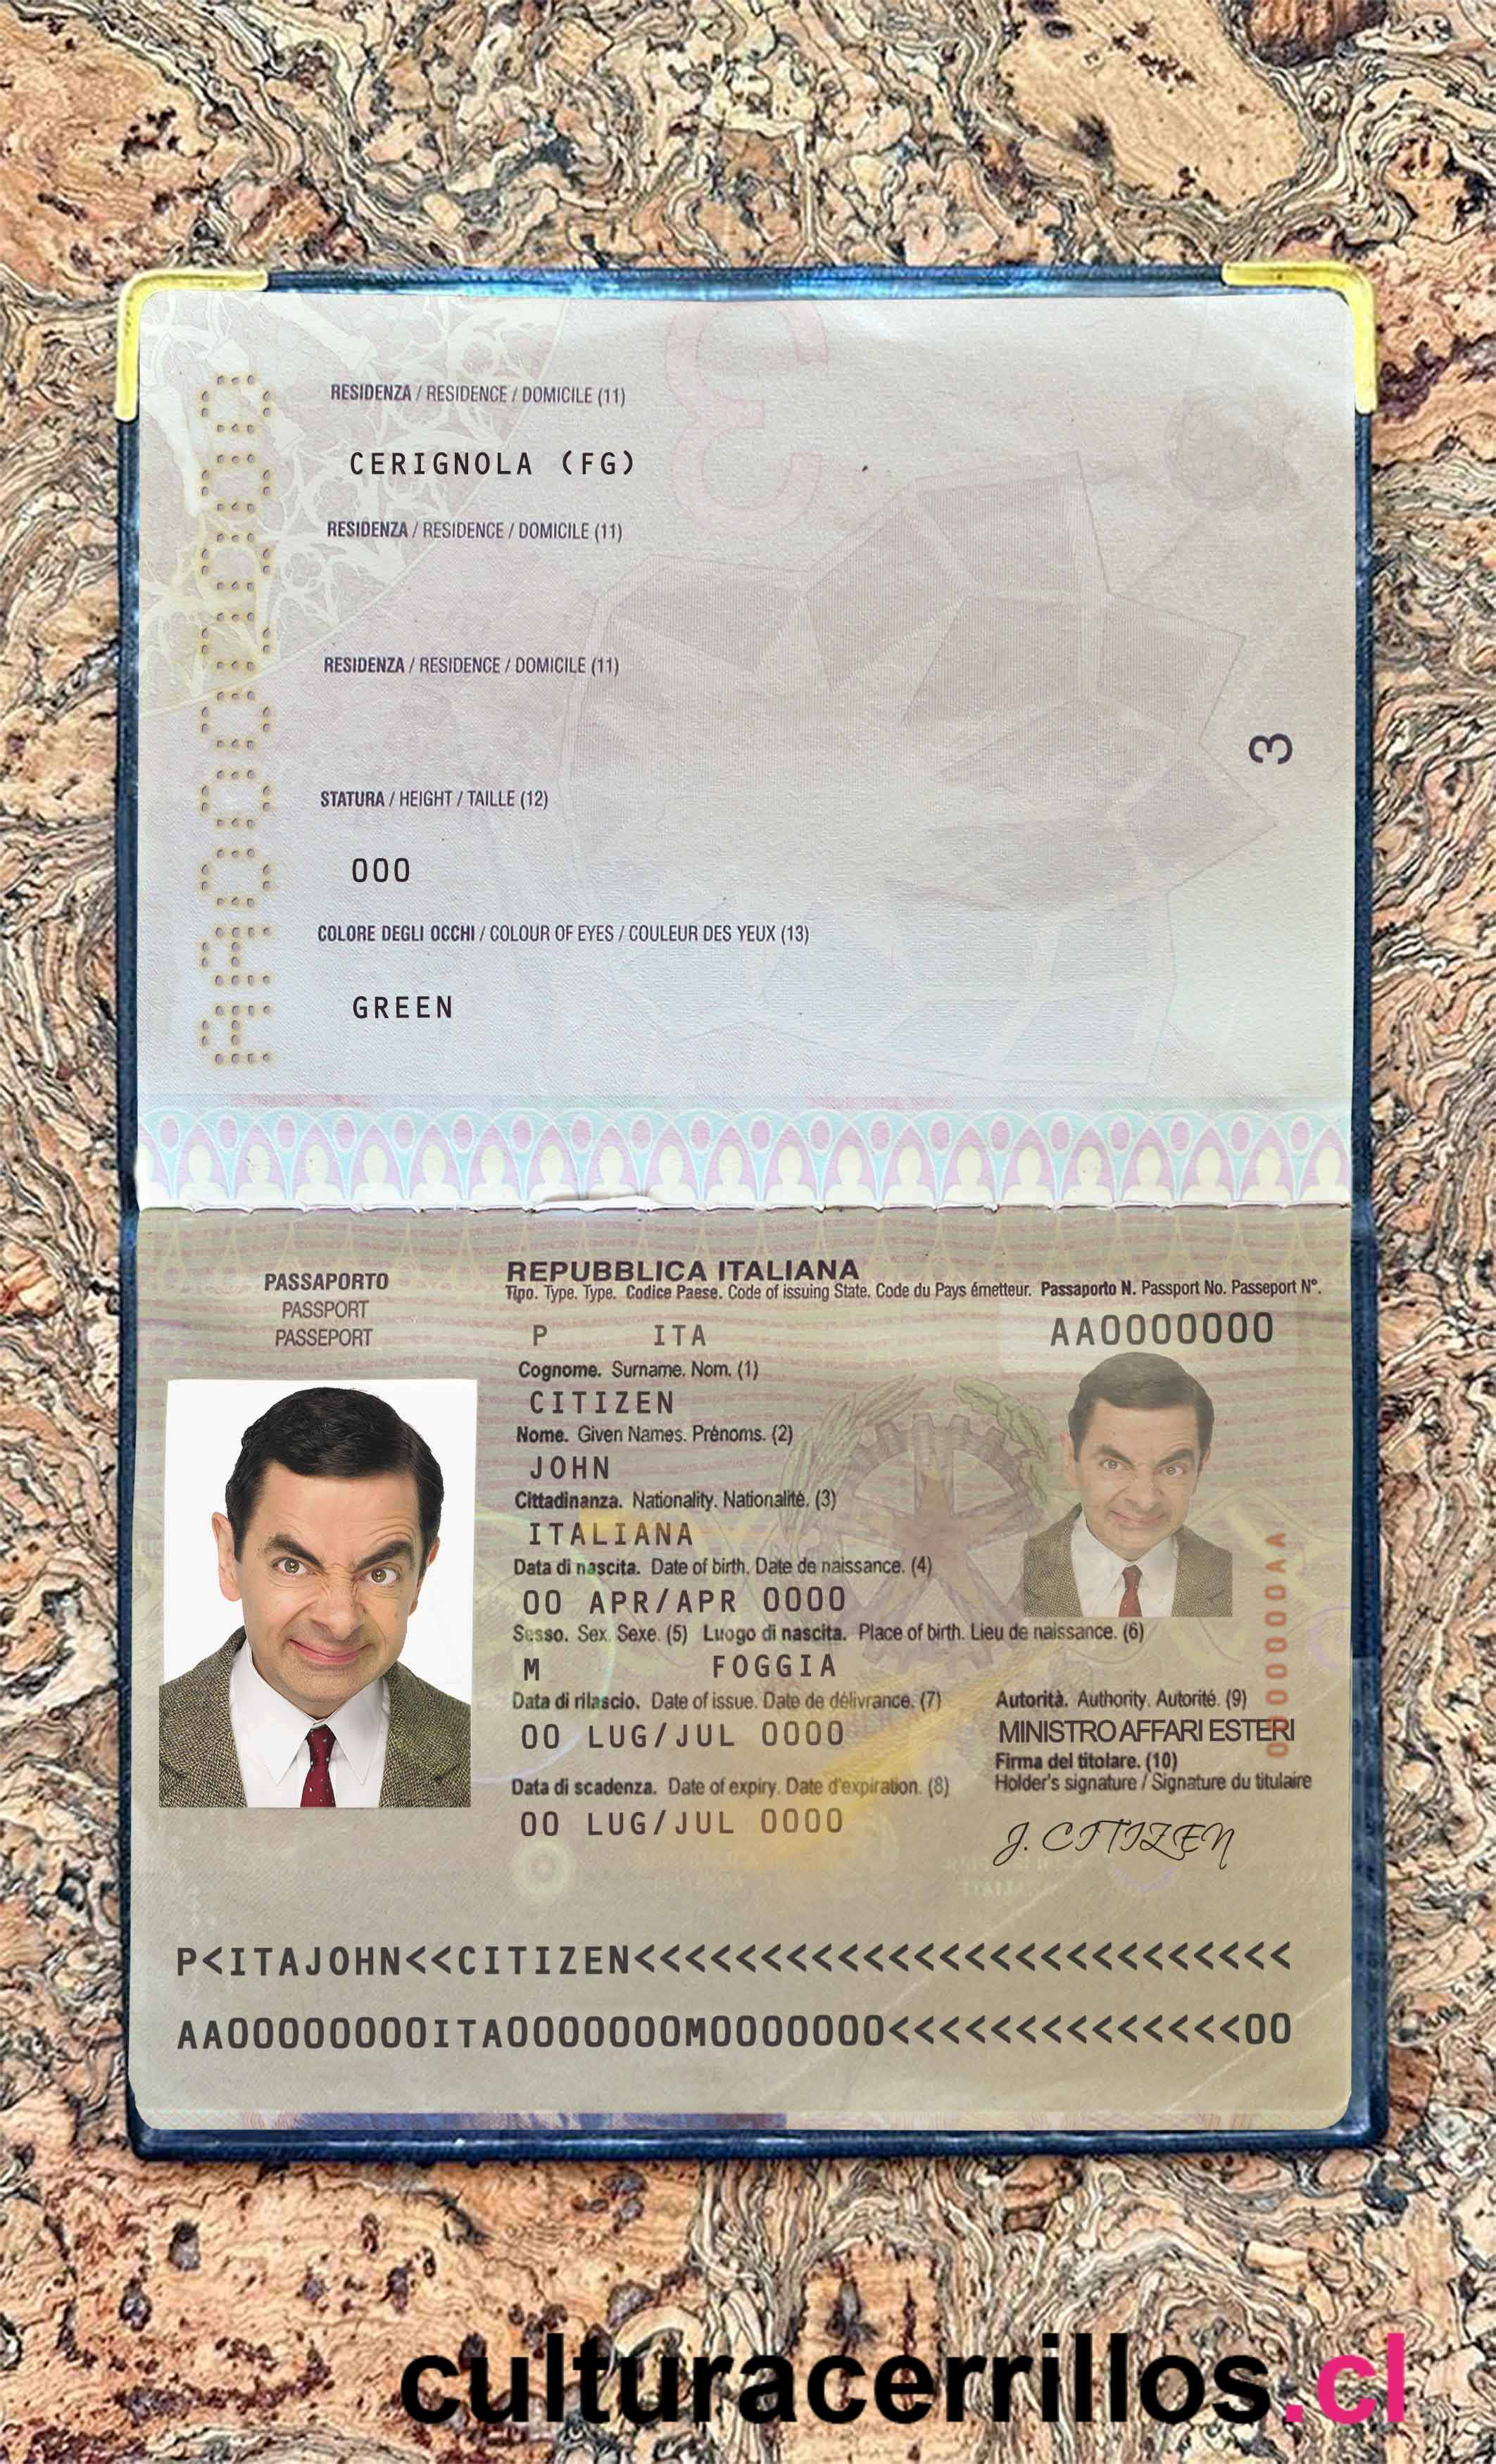 RESIDENZA / RESIDENCE / DOMICILE (11)
CERIGNOLA (FG)
RESIDENZA / RESIDENCE / DOMICILE (11)
RESIDENZA / RESIDENCE / DOMICILE (11)
3
3
STATURA / HEIGHT / TAILLE (12)
000
COLORE DEGLI OCCHI / COLOUR OF EYES / COULEUR DES YEUX (13)
GREEN
AA0000000
PASSAPORTO
PASSPORT
PASSEPORT
REPUBBLICA ITALIANA
Tipo. Type. Type. Codice Paese. Code of issuing State. Code du Pays émetteur. Passaporto N. Passport No. Passeport N°.
P ITA AA0000000
Cognome. Surname. Nom. (1)
CITIZEN
Nome. Given Names. Prénoms. (2)
JOHN
Cittadinanza. Nationality. Nationalité. (3)
ITALIANA
Data di nascita. Date of birth. Date de naissance. (4)
00 APR/APR 0000
Sesso. Sex. Sexe. (5) Luogo di nascita. Place of birth. Lieu de naissance. (6)
M FOGGIA
Data di rilascio. Date of issue. Date de délivrance. (7)
00 LUG/JUL 0000
Data di scadenza. Date of expiry. Date d'expiration. (8)
00 LUG/JUL 0000
Autorità. Authority. Autorité. (9)
MINISTRO AFFARI ESTERI
Firma del titolare. (10)
Holder's signature / Signature du titulaire
J. CITIZEN
0000000AA
P<ITAJOHN<<CITIZEN<<<<<<<<<<<<<<<<<<<<<<<<<<
AA00000000ITA0000000M0000000<<<<<<<<<<<<<<00
culturacerrillos.cl